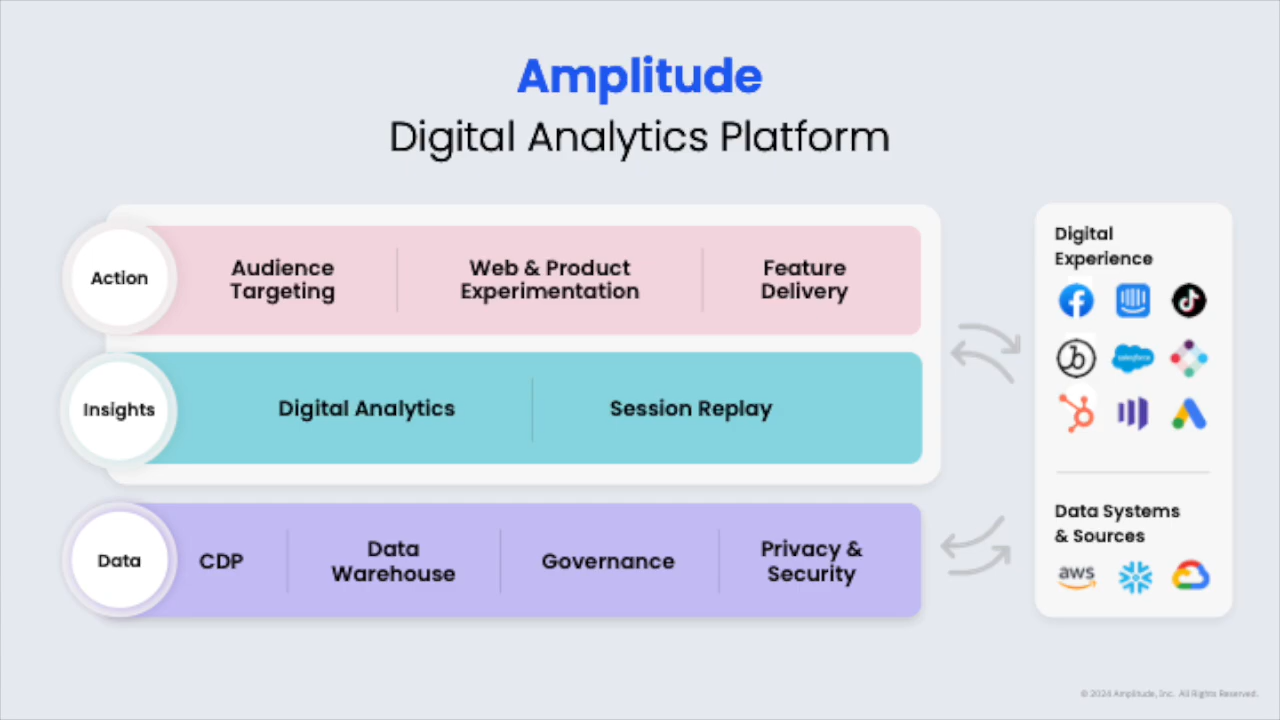 Amplitude
Digital Analytics Platform
Action
Audience
Targeting
Web & Product
Experimentation
Feature
Delivery
Insights
Digital Analytics
Session Replay
Data
CDP
Data
Warehouse
Governance
Privacy &
Security
Digital
Experience
salesforce
Data Systems
& Sources
aws
© 2024 Amplitude, Inc. All Rights Reserved.